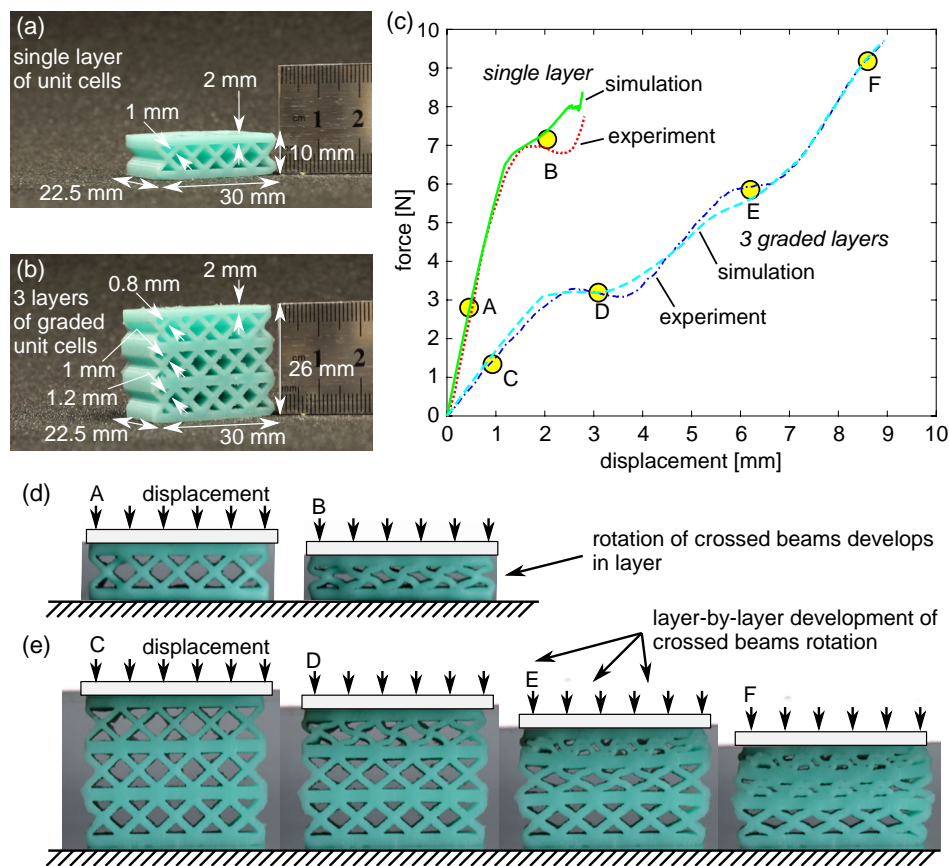 (a)
single layer
of unit cells
2 mm
1 mm
10 mm
22.5 mm
30 mm
cm 1 2
(b)
3 layers
of graded
unit cells
0.8 mm
2 mm
1 mm
1.2 mm
26 mm
22.5 mm
30 mm
cm 1 2
(c)
force [N]
10
9
8
7
6
5
4
3
2
1
0
0 1 2 3 4 5 6 7 8 9 10
displacement [mm]
single layer
simulation
experiment
A
B
C
D
E
F
3 graded layers
simulation
experiment
(d)
A displacement
B
rotation of crossed beams develops
in layer
(e)
layer-by-layer development of
crossed beams rotation
C displacement
D
E
F